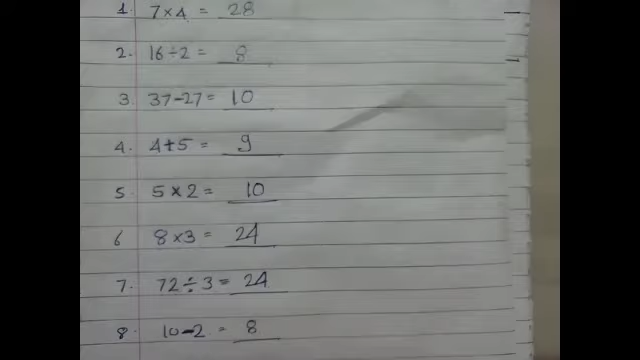 1. 7×4 = 28
2. 16÷2 = 8
3. 37-27= 10
4. 4+5 = 9
5. 5×2 = 10
6 8×3 = 24
7. 72÷3= 24
8. 10-2 = 8